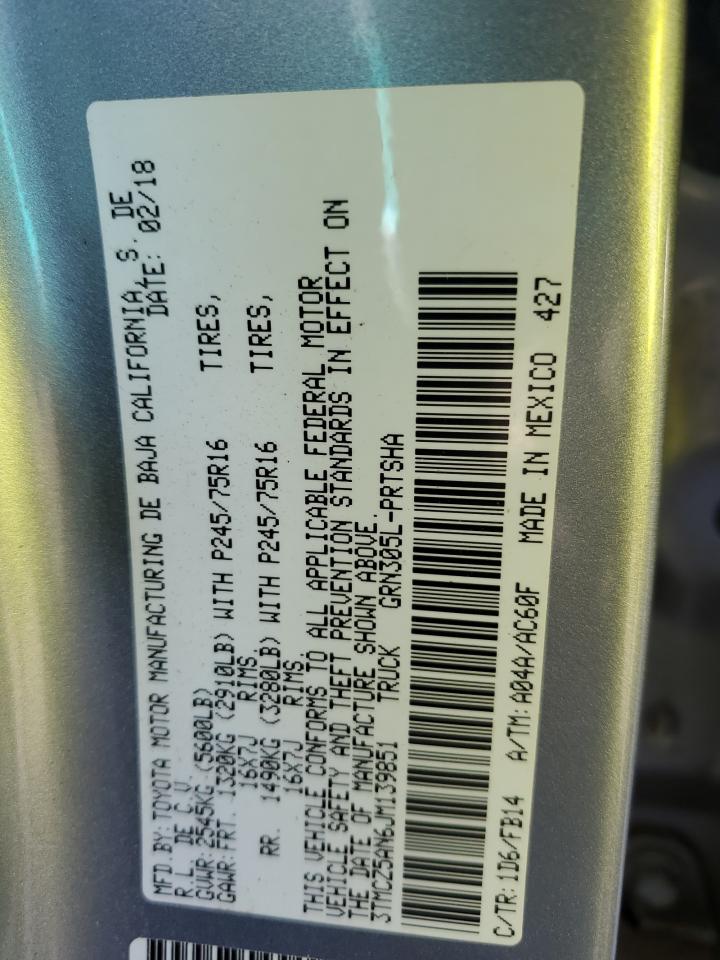 MFD.BY:TOYOTA MOTOR MANUFACTURING DE BAJA CALIFORNIA, S. DE
R.L. DE C.V. DATE: 02/18
GVWR:2545KG (5600LB)
GAWR:FRT. 1320KG (2910LB) WITH P245/75R16 TIRES,
16X7J RIMS,
RR. 1490KG (3280LB) WITH P245/75R16 TIRES,
16X7J RIMS.
THIS VEHICLE CONFORMS TO ALL APPLICABLE FEDERAL MOTOR
VEHICLE SAFETY AND THEFT PREVENTION STANDARDS IN EFFECT ON
THE DATE OF MANUFACTURE SHOWN ABOVE.
3TMCZ5AN6JM139851 TRUCK GRN305L-PRTSHA
C/TR:1D6/FB14 A/TM:A04A/AC60F MADE IN MEXICO 427